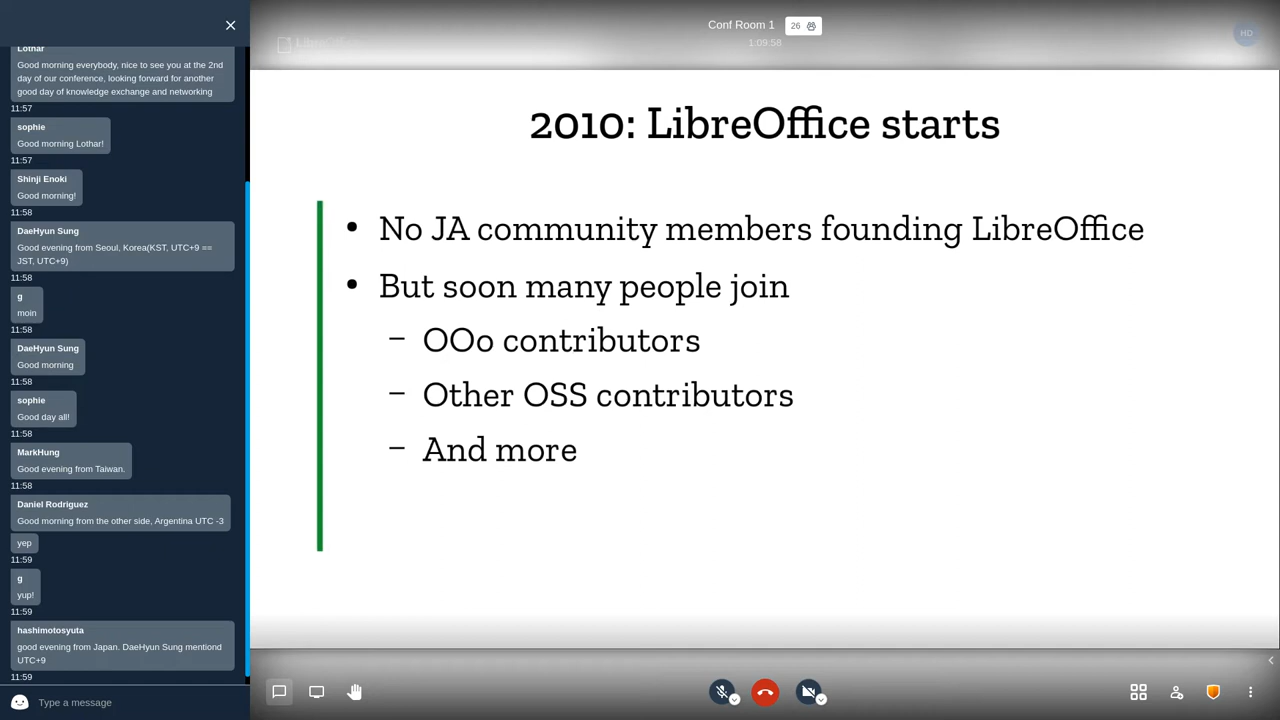 Lothar
Good morning everybody, nice to see you at the 2nd
day of our conference, looking forward for another
good day of knowledge exchange and networking
11:57
sophie
Good morning Lothar!
11:57
Shinji Enoki
Good morning!
11:58
DaeHyun Sung
Good evening from Seoul, Korea(KST, UTC+9 ==
JST, UTC+9)
11:58
g
moin
11:58
DaeHyun Sung
Good morning
11:58
sophie
Good day all!
11:58
MarkHung
Good evening from Taiwan.
11:58
Daniel Rodriguez
Good morning from the other side, Argentina UTC -3
yep
11:59
g
yup!
11:59
hashimotosyuta
good evening from Japan. DaeHyun Sung mentiond
UTC+9
11:59
Type a message
Conf Room 1
26
1:09:58
HD
2010: LibreOffice starts
• No JA community members founding LibreOffice
• But soon many people join
– OOo contributors
– Other OSS contributors
– And more